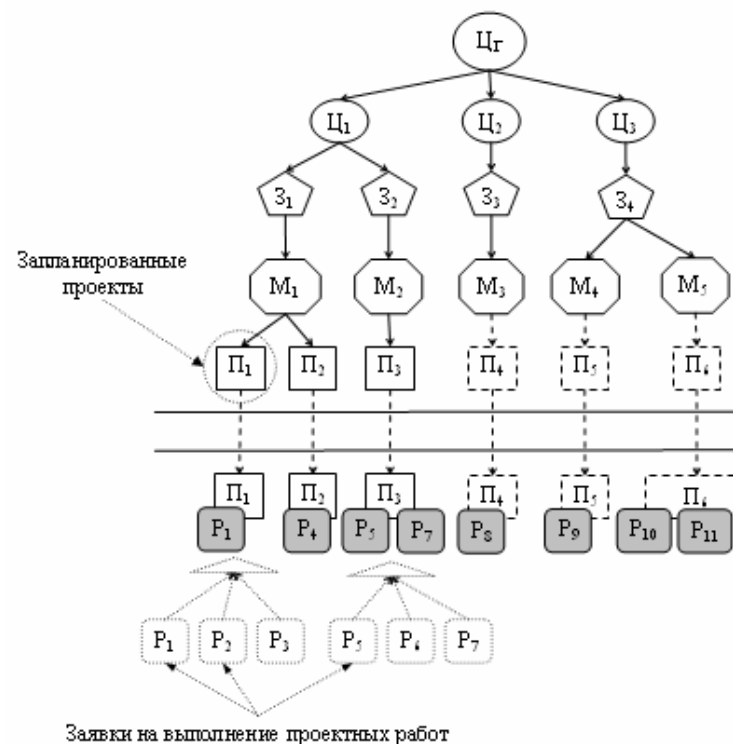 Цг
Ц₁ Ц₂ Ц₃
З₁ З₂ З₃ З₄
Запланированные
проекты
М₁ М₂ М₃ М₄ М₅
П₁ П₂ П₃ П₄ П₅ П₆
П₁ П₂ П₃ П₄ П₅ П₆
Р₁ Р₄ Р₅ Р₇ Р₈ Р₉ Р₁₀ Р₁₁
Р₁ Р₂ Р₃ Р₅ Р₆ Р₇
Заявки на выполнение проектных работ